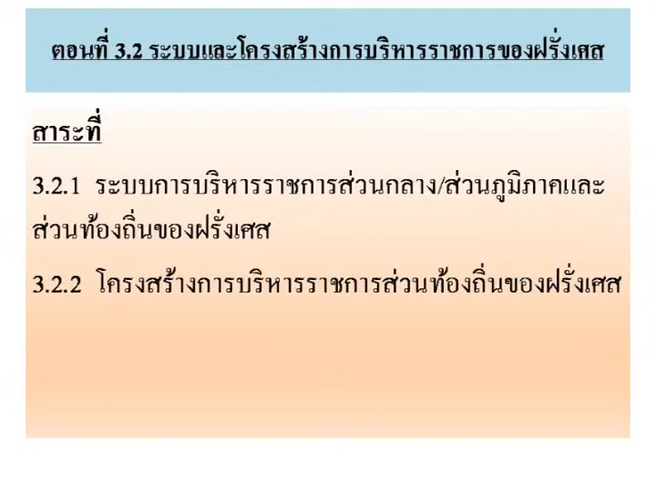 ตอนที่ 3.2 ระบบและโครงสร้างการบริหารราชการของฝรั่งเศส
สาระที่
3.2.1 ระบบการบริหารราชการส่วนกลาง/ส่วนภูมิภาคและ
ส่วนท้องถิ่นของฝรั่งเศส
3.2.2 โครงสร้างการบริหารราชการส่วนท้องถิ่นของฝรั่งเศส